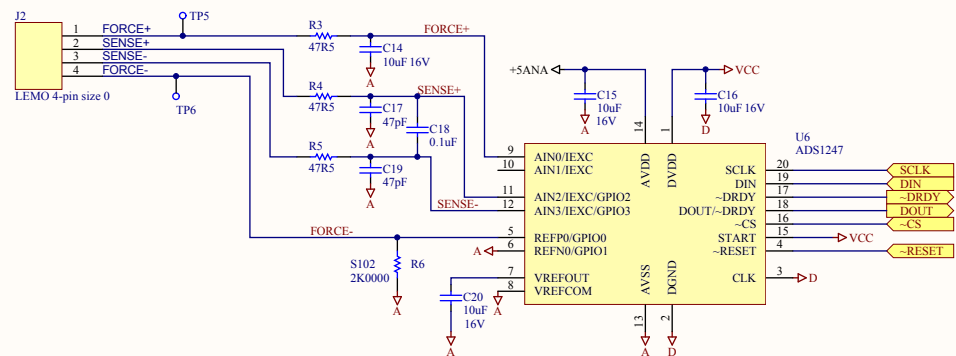 J2
1 FORCE+
2 SENSE+
3 SENSE-
4 FORCE-
LEMO 4-pin size 0
TP5
TP6
R3
47R5
FORCE+
C14
10uF 16V
A
R4
47R5
SENSE+
C17
47pF
A
C18
0.1uF
R5
47R5
C19
47pF
A
SENSE-
FORCE-
S102
2K0000
R6
A
+5ANA
C15
10uF
16V
A
VCC
C16
10uF 16V
D
U6
ADS1247
14 AVDD
1 DVDD
9 AIN0/IEXC
10 AIN1/IEXC
11 AIN2/IEXC/GPIO2
12 AIN3/IEXC/GPIO3
5 REFP0/GPIO0
A 6 REFN0/GPIO1
7 VREFOUT
8 VREFCOM
A
C20
10uF
16V
A
SCLK 20 SCLK
DIN 19 DIN
~DRDY 17 ~DRDY
DOUT/~DRDY 18 DOUT
~CS 16 ~CS
START 15 VCC
~RESET 4 ~RESET
CLK 3 D
AVSS 13 A
DGND 2 D